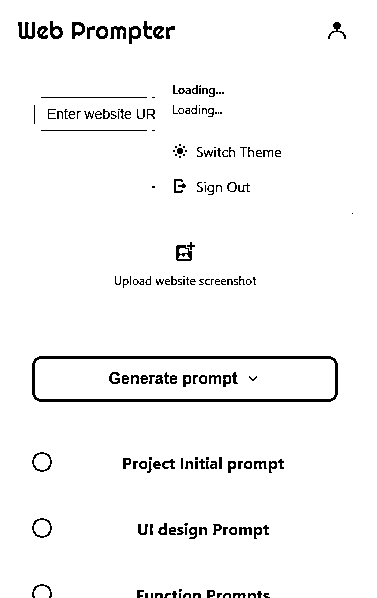 Web Prompter
Loading...
Loading...
Enter website UR
Switch Theme
Sign Out
Upload website screenshot
Generate prompt
Project Initial prompt
UI design Prompt
Function Prompts